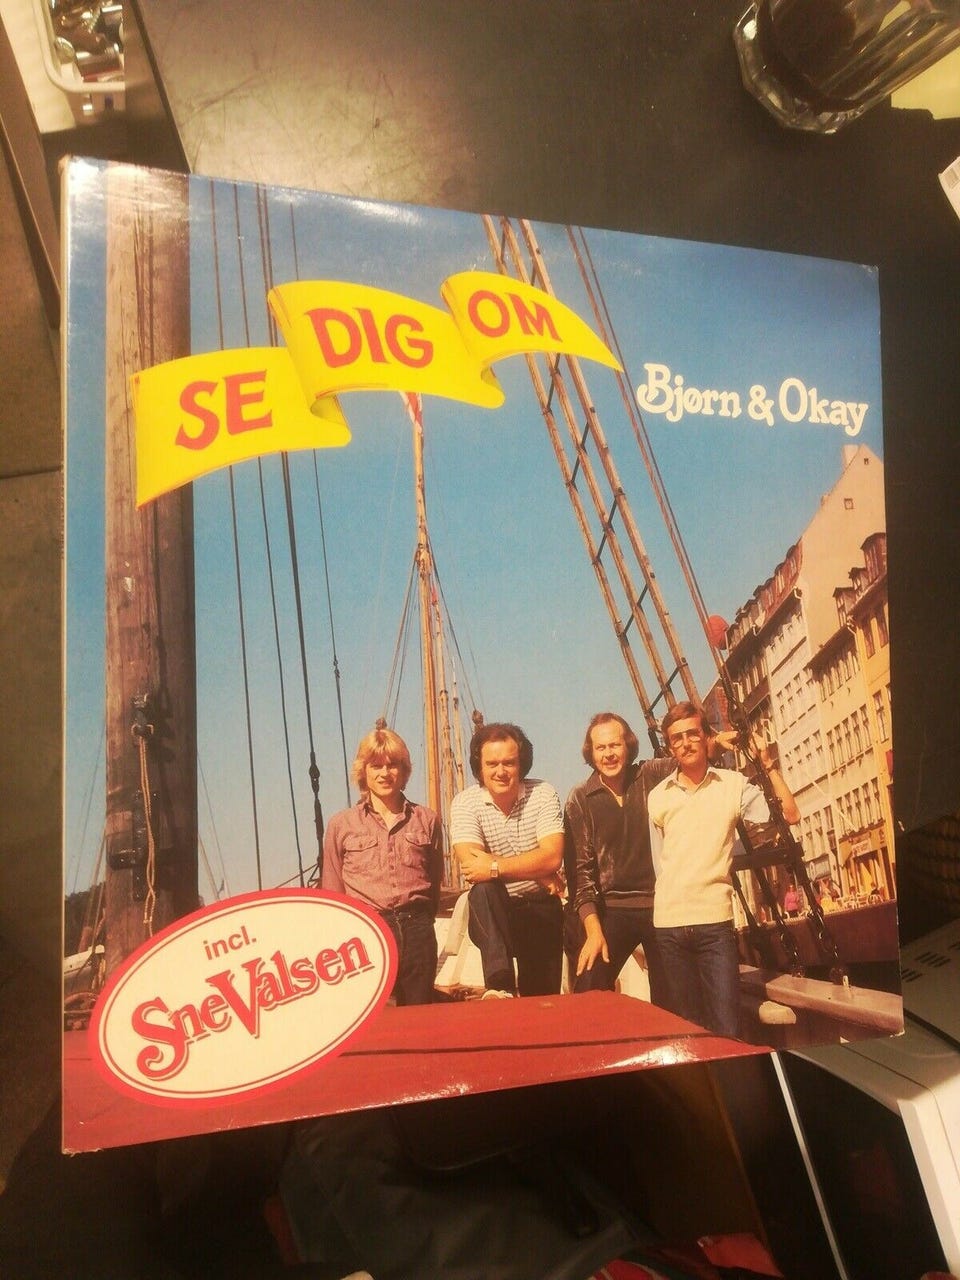 SE DIG OM
Bjørn & Okay
incl.
SneValsen